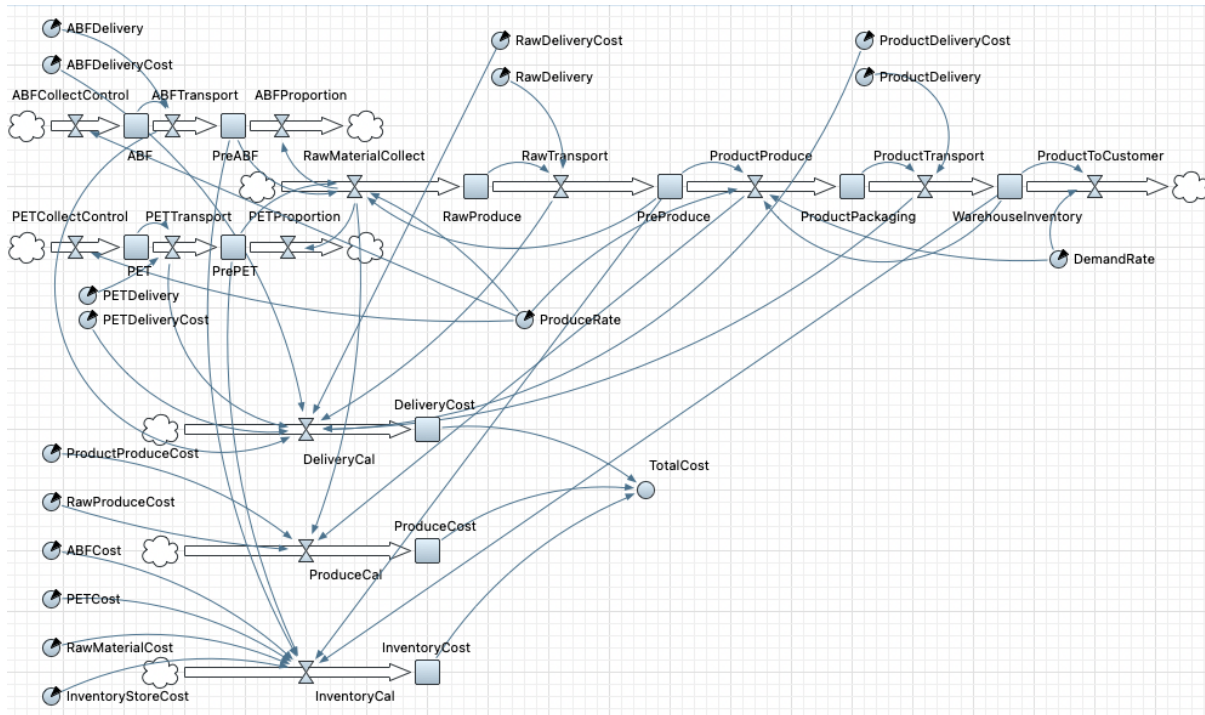 ABFDelivery
RawDeliveryCost
ProductDeliveryCost
ABFDeliveryCost
RawDelivery
ProductDelivery
ABFCollectControl
ABFTransport
ABFProportion
ABF
PreABF
RawMaterialCollect
RawTransport
ProductProduce
ProductTransport
ProductToCustomer
PETCollectControl
PETTransport
PETProportion
RawProduce
PreProduce
ProductPackaging
WarehouseInventory
PET
PrePET
DemandRate
PETDelivery
PETDeliveryCost
ProduceRate
DeliveryCost
DeliveryCal
ProductProduceCost
TotalCost
RawProduceCost
ProduceCost
ABFCost
ProduceCal
PETCost
RawMaterialCost
InventoryCost
InventoryStoreCost
InventoryCal